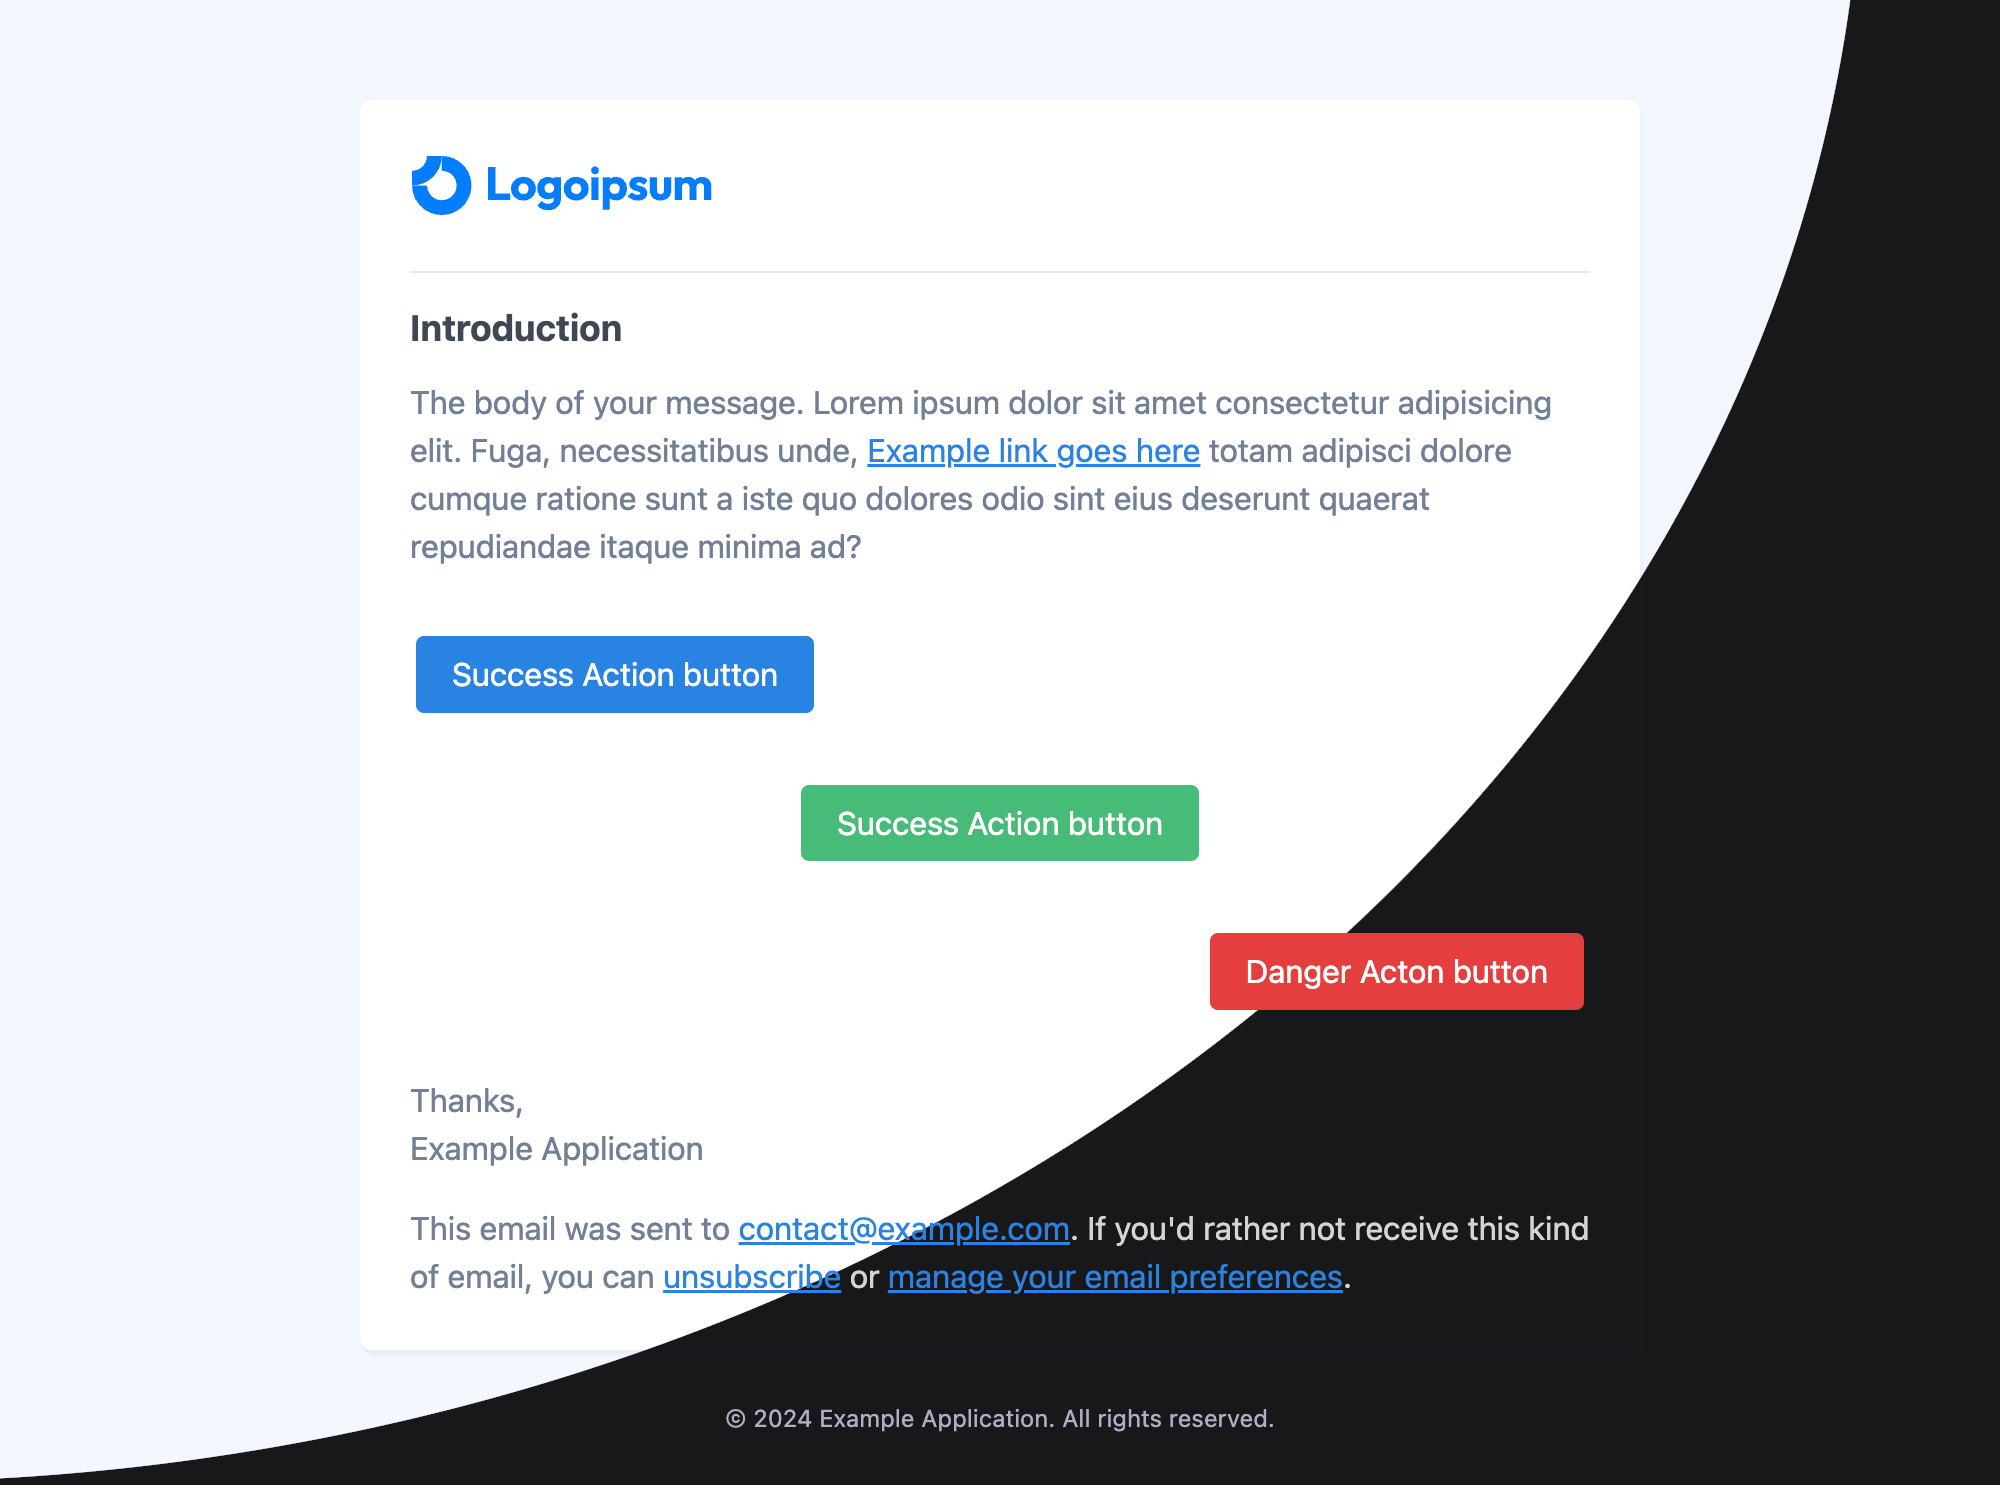 Logoipsum
Introduction
The body of your message. Lorem ipsum dolor sit amet consectetur adipisicing
elit. Fuga, necessitatibus unde, Example link goes here totam adipisci dolore
cumque ratione sunt a iste quo dolores odio sint eius deserunt quaerat
repudiandae itaque minima ad?
Success Action button
Success Action button
Danger Acton button
Thanks,
Example Application
This email was sent to contact@example.com. If you'd rather not receive this kind
of email, you can unsubscribe or manage your email preferences.
© 2024 Example Application. All rights reserved.